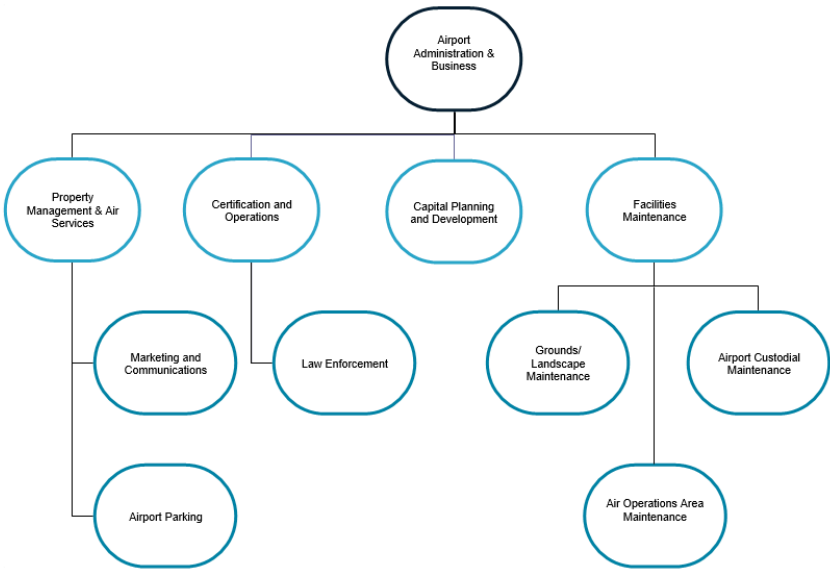 Airport
Administration &
Business
Property
Management & Air
Services
Certification and
Operations
Capital Planning
and Development
Facilities
Maintenance
Marketing and
Communications
Law Enforcement
Grounds/
Landscape
Maintenance
Airport Custodial
Maintenance
Airport Parking
Air Operations Area
Maintenance